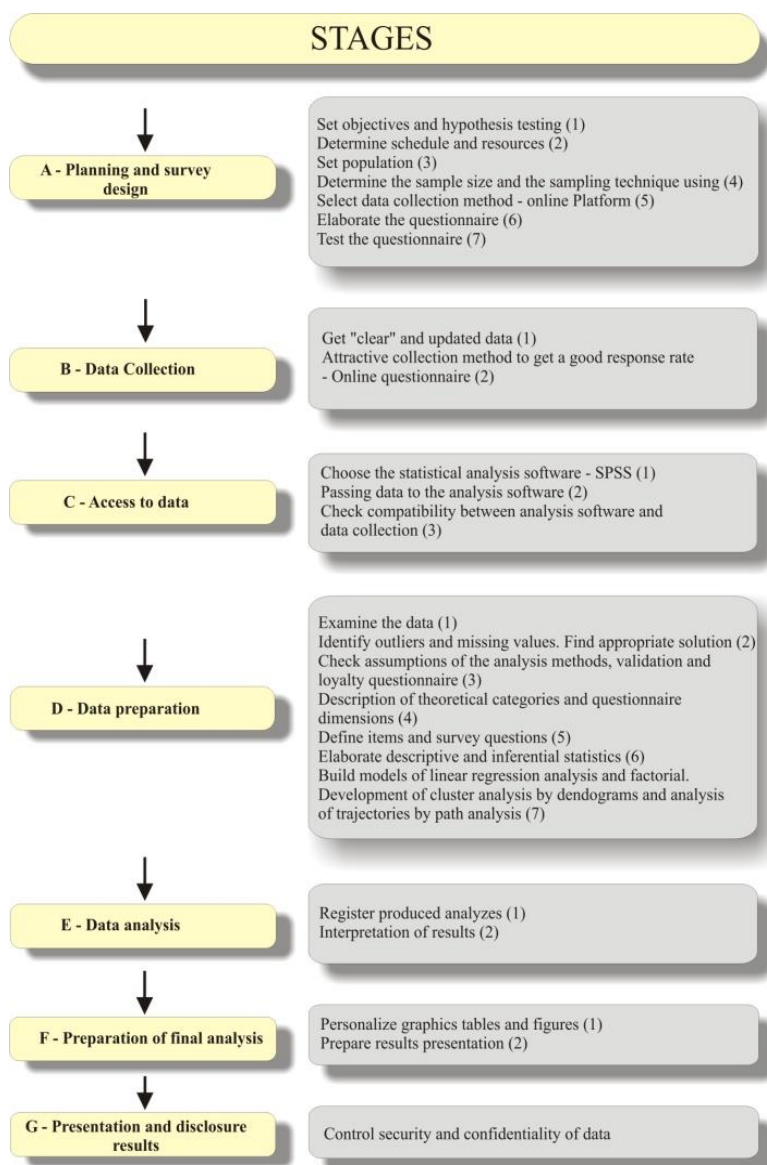 STAGES
A - Planning and survey
design
Set objectives and hypothesis testing (1)
Determine schedule and resources (2)
Set population (3)
Determine the sample size and the sampling technique using (4)
Select data collection method - online Platform (5)
Elaborate the questionnaire (6)
Test the questionnaire (7)
B - Data Collection
Get "clear" and updated data (1)
Attractive collection method to get a good response rate
- Online questionnaire (2)
C - Access to data
Choose the statistical analysis software - SPSS (1)
Passing data to the analysis software (2)
Check compatibility between analysis software and
data collection (3)
D - Data preparation
Examine the data (1)
Identify outliers and missing values. Find appropriate solution (2)
Check assumptions of the analysis methods, validation and
loyalty questionnaire (3)
Description of theoretical categories and questionnaire
dimensions (4)
Define items and survey questions (5)
Elaborate descriptive and inferential statistics (6)
Build models of linear regression analysis and factorial.
Development of cluster analysis by dendograms and analysis
of trajectories by path analysis (7)
E - Data analysis
Register produced analyzes (1)
Interpretation of results (2)
F - Preparation of final analysis
Personalize graphics tables and figures (1)
Prepare results presentation (2)
G - Presentation and disclosure
results
Control security and confidentiality of data